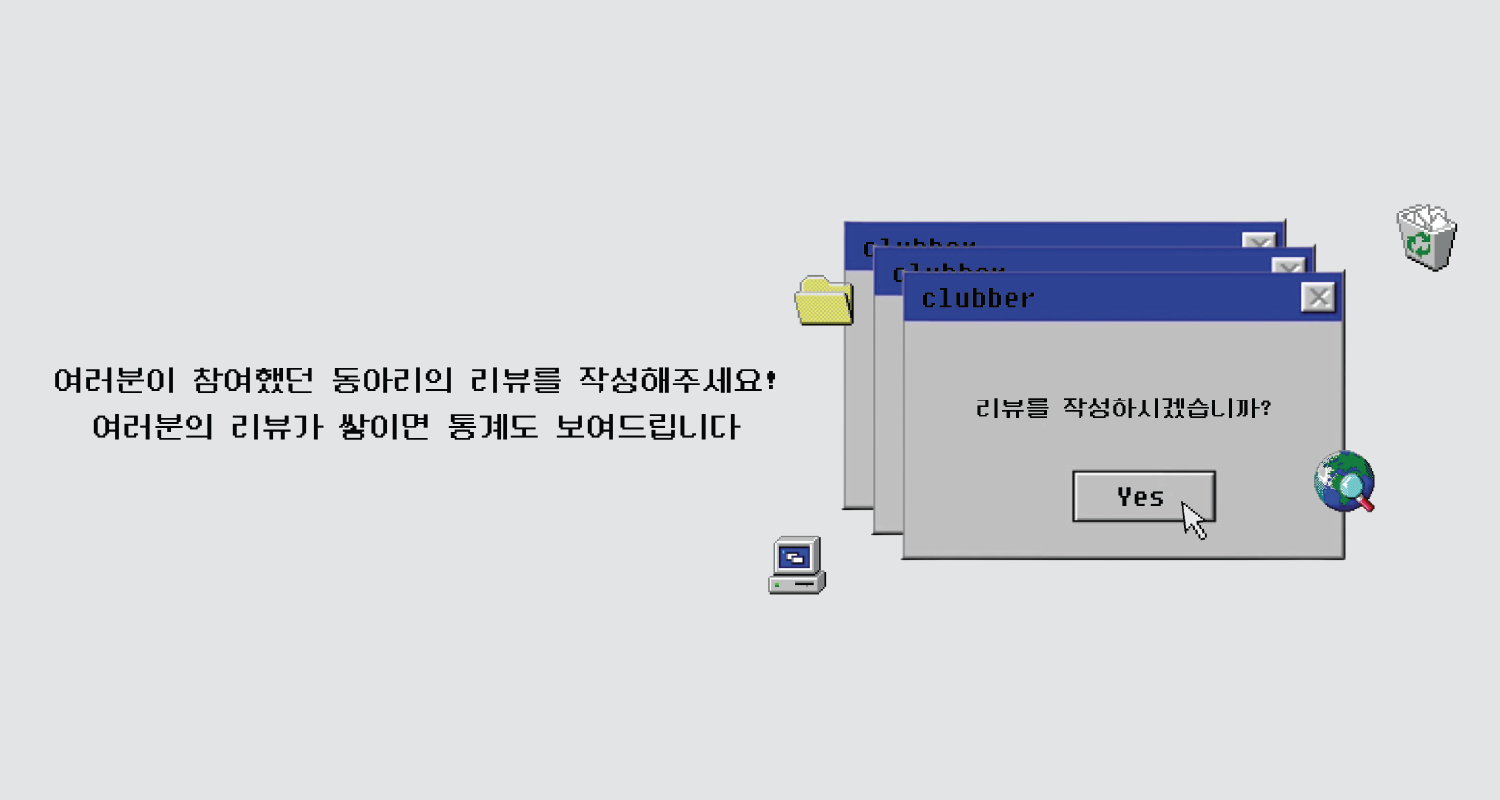 여러분이 참여했던 동아리의 리뷰를 작성해주세요!
여러분의 리뷰가 쌓이면 통계도 보여드립니다
clubber
clubber
clubber
리뷰를 작성하시겠습니까?
Yes